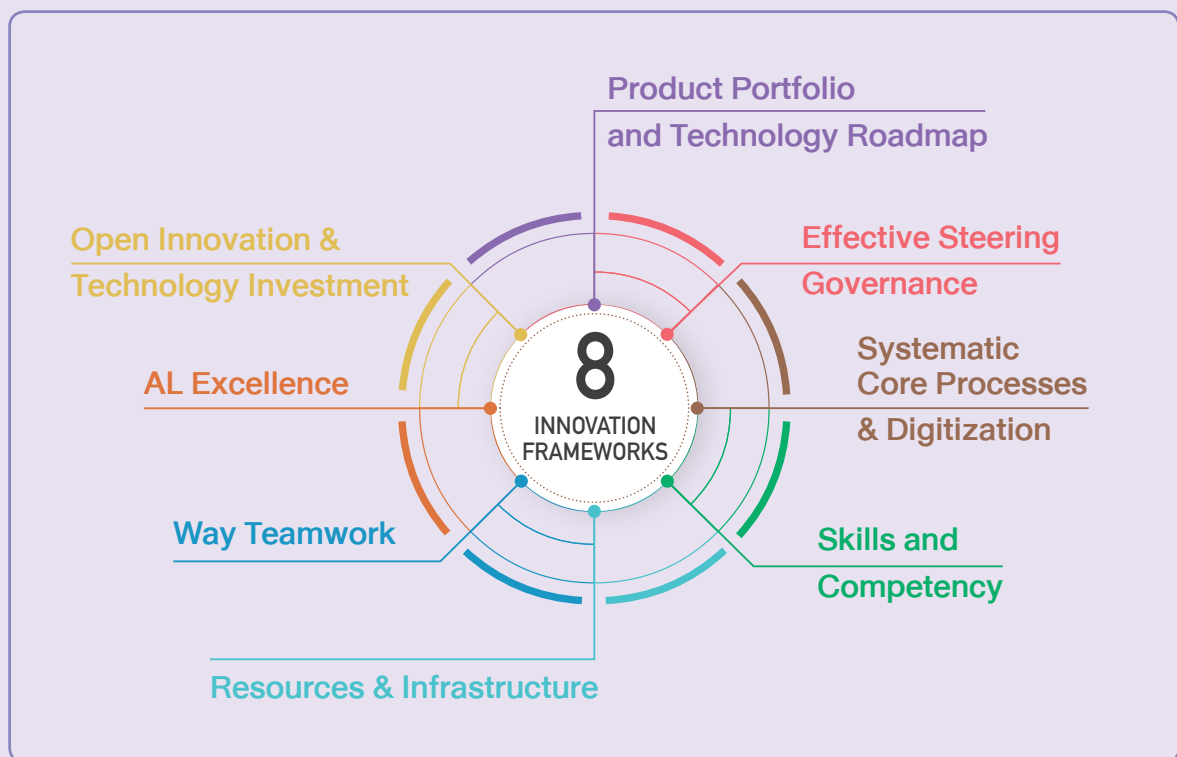 Product Portfolio
and Technology Roadmap
Open Innovation &
Technology Investment
Effective Steering
Governance
AL Excellence
8
INNOVATION
FRAMEWORKS
Systematic
Core Processes
& Digitization
Way Teamwork
Skills and
Competency
Resources & Infrastructure